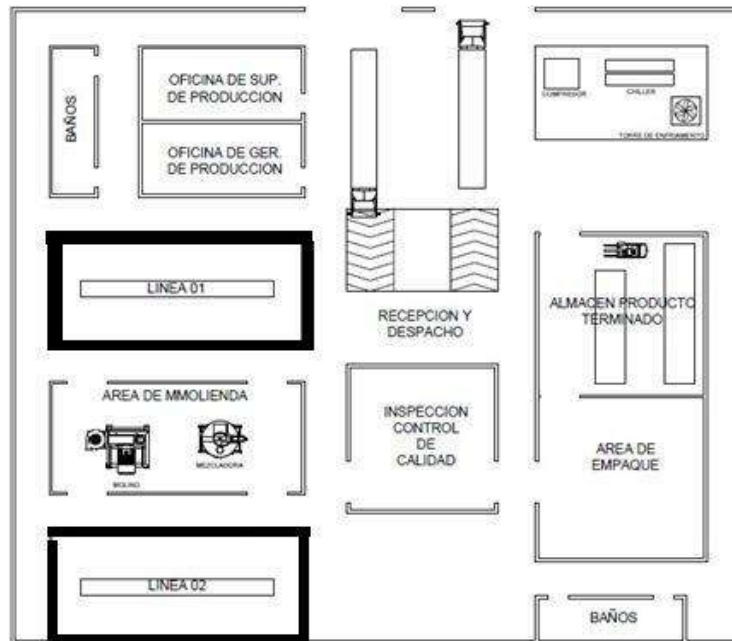 BAÑOS
OFICINA DE SUP.
DE PRODUCCION
OFICINA DE GER.
DE PRODUCCION
COMPRESOR
CHILLER
TORRE DE ENFRIAMIENTO
LINEA 01
RECEPCION Y
DESPACHO
ALMACEN PRODUCTO
TERMINADO
AREA DE MMOLIENDA
MOLINO
MEZCLADORA
INSPECCION
CONTROL
DE
CALIDAD
AREA DE
EMPAQUE
LINEA 02
BAÑOS